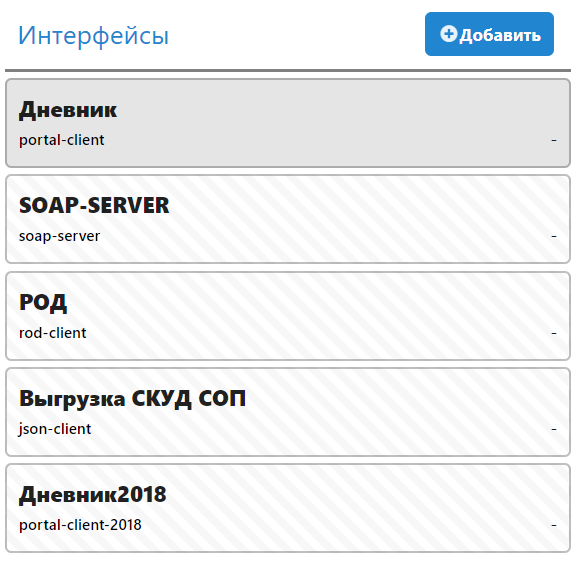 Интерфейсы
Добавить
Дневник
portal-client -
SOAP-SERVER
soap-server -
РОД
rod-client -
Выгрузка СКУД СОП
json-client -
Дневник2018
portal-client-2018 -